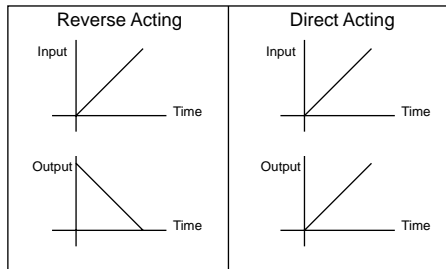 Reverse Acting
Input
Time
Output
Time
Direct Acting
Input
Time
Output
Time